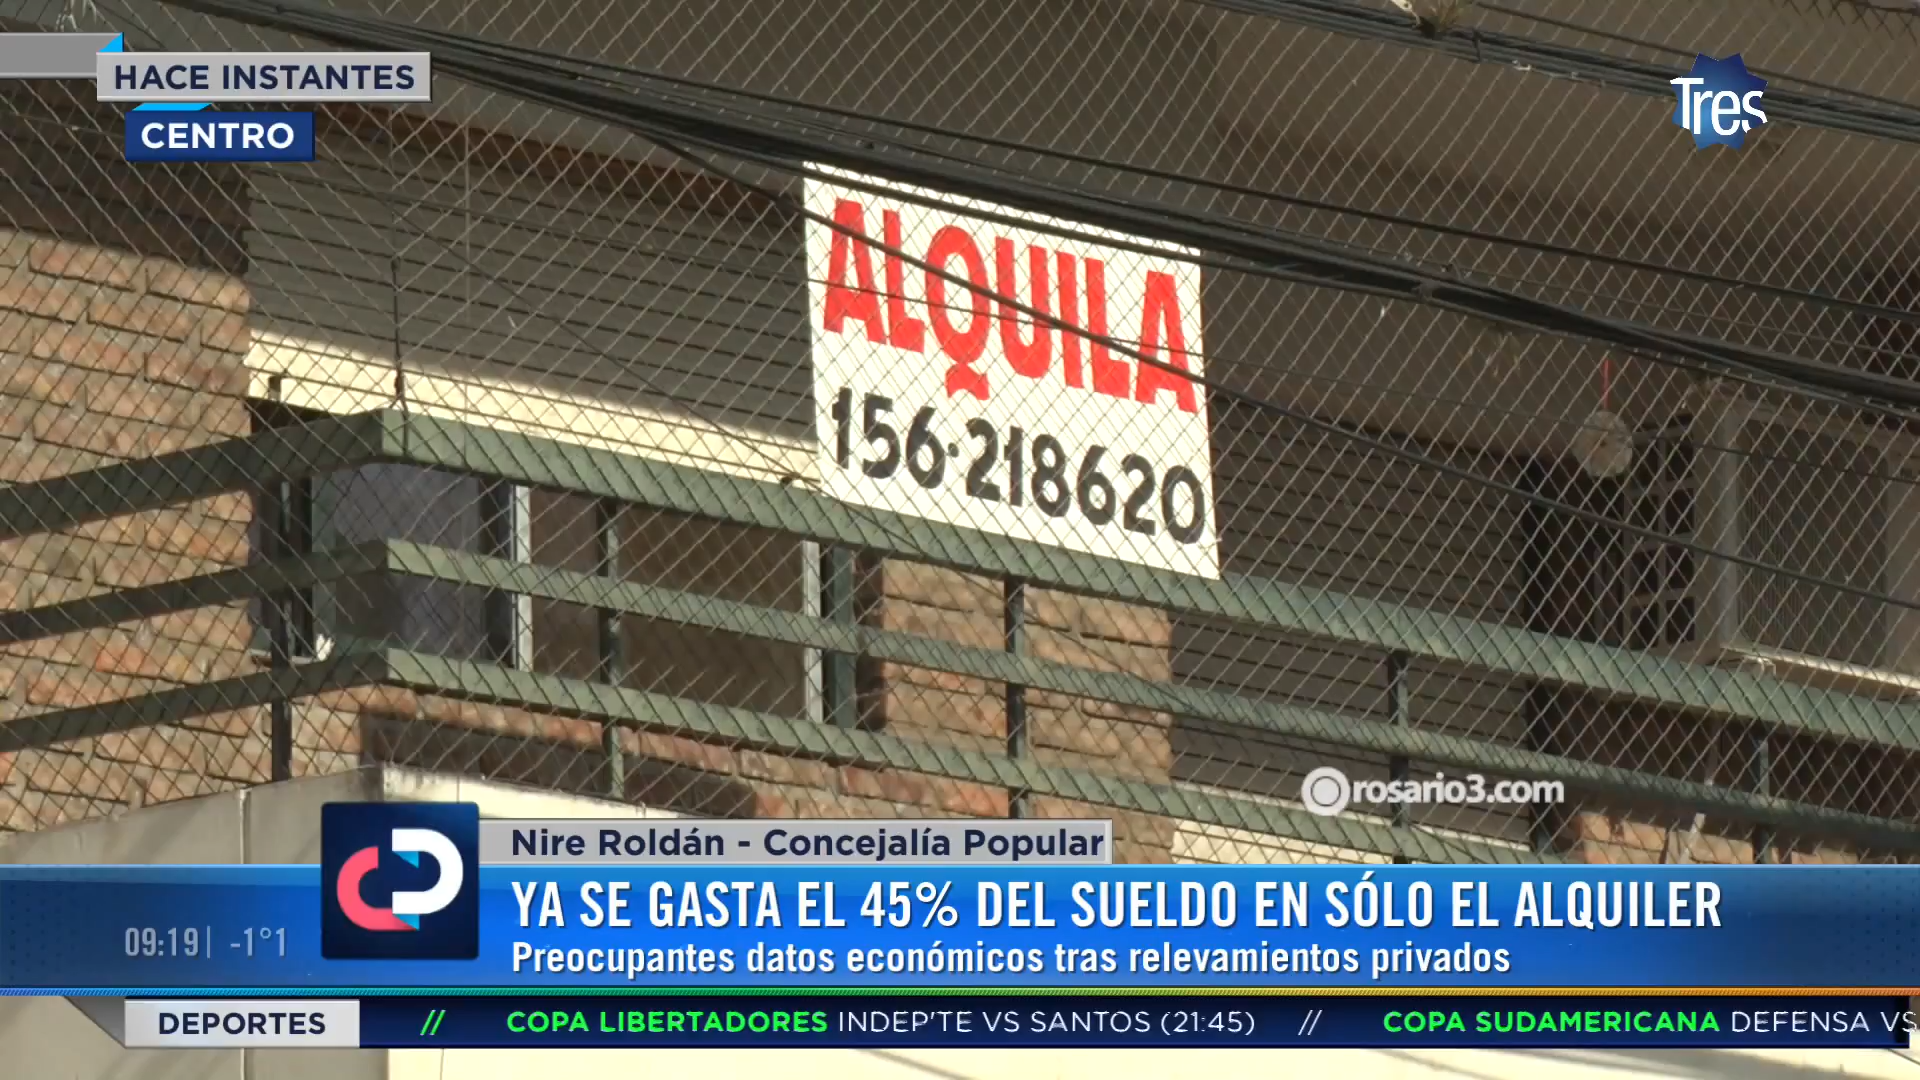 HACE INSTANTES
CENTRO
Tres
ALQUILA
156·218620
rosario3.com
Nire Roldán - Concejalía Popular
YA SE GASTA EL 45% DEL SUELDO EN SÓLO EL ALQUILER
Preocupantes datos económicos tras relevamientos privados
09:19| -1°1
DEPORTES // COPA LIBERTADORES INDEP'TE VS SANTOS (21:45) // COPA SUDAMERICANA DEFENSA VS